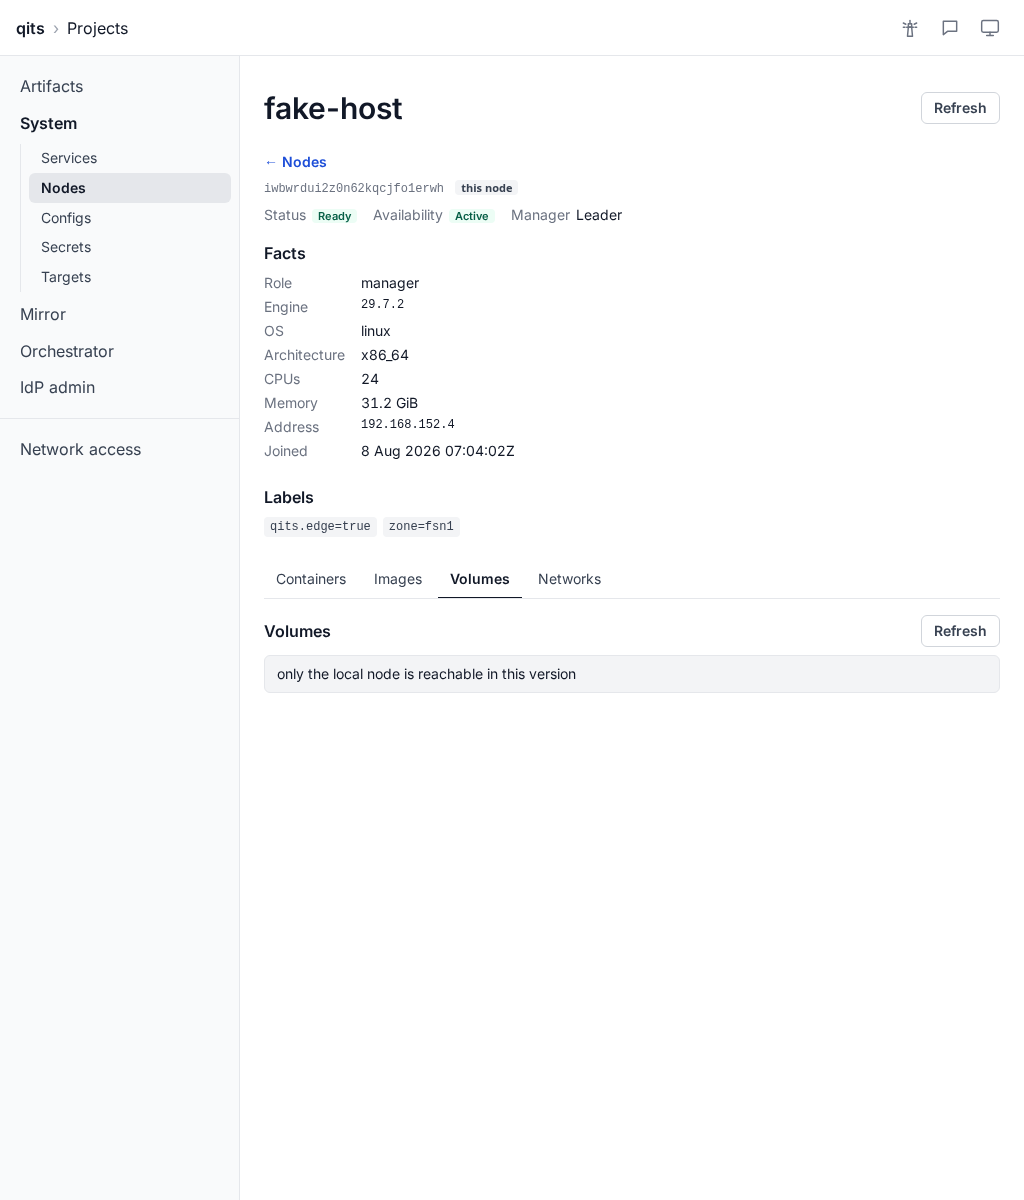 qits › Projects
Artifacts
System
Services
Nodes
Configs
Secrets
Targets
Mirror
Orchestrator
IdP admin
Network access
fake-host
Refresh
← Nodes
iwbwrdui2z0n62kqcjfo1erwh this node
Status Ready Availability Active Manager Leader
Facts
Role manager
Engine 29.7.2
OS linux
Architecture x86_64
CPUs 24
Memory 31.2 GiB
Address 192.168.152.4
Joined 8 Aug 2026 07:04:02Z
Labels
qits.edge=true zone=fsn1
Containers Images Volumes Networks
Volumes
Refresh
only the local node is reachable in this version